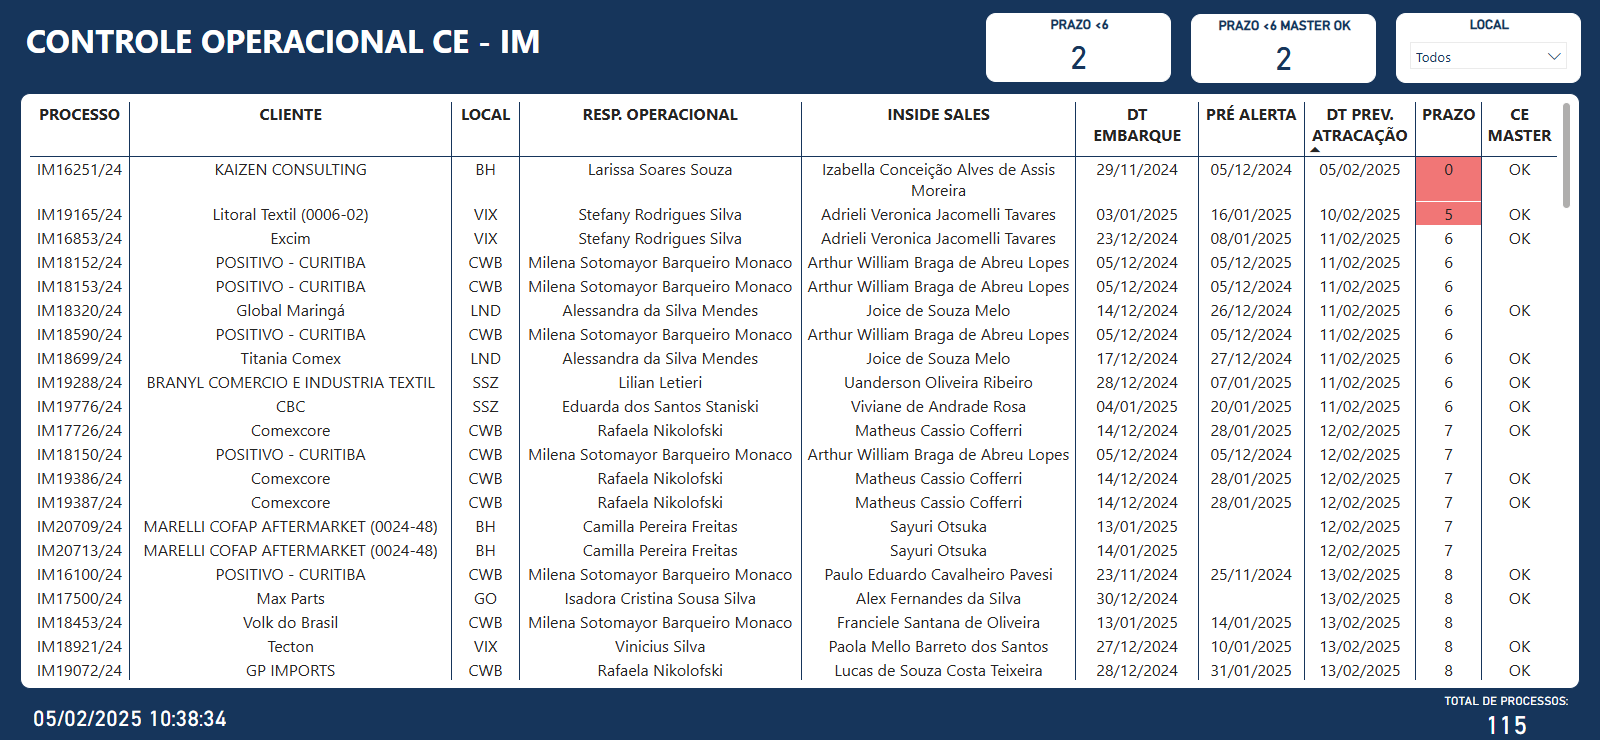 CONTROLE OPERACIONAL CE - IM
PRAZO <6
2
PRAZO <6 MASTER OK
2
LOCAL
Todos
PROCESSO CLIENTE LOCAL RESP. OPERACIONAL INSIDE SALES DT EMBARQUE PRÉ ALERTA DT PREV. ATRACAÇÃO PRAZO CE MASTER
IM16251/24 KAIZEN CONSULTING BH Larissa Soares Souza Izabella Conceição Alves de Assis Moreira 29/11/2024 05/12/2024 05/02/2025 0 OK
IM19165/24 Litoral Textil (0006-02) VIX Stefany Rodrigues Silva Adrieli Veronica Jacomelli Tavares 03/01/2025 16/01/2025 10/02/2025 5 OK
IM16853/24 Excim VIX Stefany Rodrigues Silva Adrieli Veronica Jacomelli Tavares 23/12/2024 08/01/2025 11/02/2025 6 OK
IM18152/24 POSITIVO - CURITIBA CWB Milena Sotomayor Barqueiro Monaco Arthur William Braga de Abreu Lopes 05/12/2024 05/12/2024 11/02/2025 6
IM18153/24 POSITIVO - CURITIBA CWB Milena Sotomayor Barqueiro Monaco Arthur William Braga de Abreu Lopes 05/12/2024 05/12/2024 11/02/2025 6
IM18320/24 Global Maringá LND Alessandra da Silva Mendes Joice de Souza Melo 14/12/2024 26/12/2024 11/02/2025 6 OK
IM18590/24 POSITIVO - CURITIBA CWB Milena Sotomayor Barqueiro Monaco Arthur William Braga de Abreu Lopes 05/12/2024 05/12/2024 11/02/2025 6
IM18699/24 Titania Comex LND Alessandra da Silva Mendes Joice de Souza Melo 17/12/2024 27/12/2024 11/02/2025 6 OK
IM19288/24 BRANYL COMERCIO E INDUSTRIA TEXTIL SSZ Lilian Letieri Uanderson Oliveira Ribeiro 28/12/2024 07/01/2025 11/02/2025 6 OK
IM19776/24 CBC SSZ Eduarda dos Santos Staniski Viviane de Andrade Rosa 04/01/2025 20/01/2025 11/02/2025 6 OK
IM17726/24 Comexcore CWB Rafaela Nikolofski Matheus Cassio Cofferri 14/12/2024 28/01/2025 12/02/2025 7 OK
IM18150/24 POSITIVO - CURITIBA CWB Milena Sotomayor Barqueiro Monaco Arthur William Braga de Abreu Lopes 05/12/2024 05/12/2024 12/02/2025 7
IM19386/24 Comexcore CWB Rafaela Nikolofski Matheus Cassio Cofferri 14/12/2024 28/01/2025 12/02/2025 7 OK
IM19387/24 Comexcore CWB Rafaela Nikolofski Matheus Cassio Cofferri 14/12/2024 28/01/2025 12/02/2025 7 OK
IM20709/24 MARELLI COFAP AFTERMARKET (0024-48) BH Camilla Pereira Freitas Sayuri Otsuka 13/01/2025 12/02/2025 7
IM20713/24 MARELLI COFAP AFTERMARKET (0024-48) BH Camilla Pereira Freitas Sayuri Otsuka 14/01/2025 12/02/2025 7
IM16100/24 POSITIVO - CURITIBA CWB Milena Sotomayor Barqueiro Monaco Paulo Eduardo Cavalheiro Pavesi 23/11/2024 25/11/2024 13/02/2025 8 OK
IM17500/24 Max Parts GO Isadora Cristina Sousa Silva Alex Fernandes da Silva 30/12/2024 13/02/2025 8 OK
IM18453/24 Volk do Brasil CWB Milena Sotomayor Barqueiro Monaco Franciele Santana de Oliveira 13/01/2025 14/01/2025 13/02/2025 8
IM18921/24 Tecton VIX Vinicius Silva Paola Mello Barreto dos Santos 27/12/2024 10/01/2025 13/02/2025 8 OK
IM19072/24 GP IMPORTS CWB Rafaela Nikolofski Lucas de Souza Costa Teixeira 28/12/2024 31/01/2025 13/02/2025 8 OK
05/02/2025 10:38:34
TOTAL DE PROCESSOS:
115